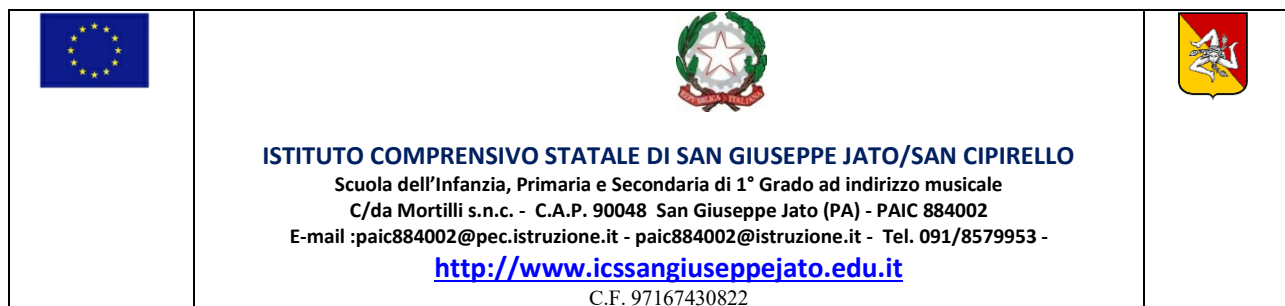 REPVBBLICA ITALIANA
ISTITUTO COMPRENSIVO STATALE DI SAN GIUSEPPE JATO/SAN CIPIRELLO
Scuola dell’Infanzia, Primaria e Secondaria di 1° Grado ad indirizzo musicale
C/da Mortilli s.n.c. - C.A.P. 90048 San Giuseppe Jato (PA) - PAIC 884002
E-mail :paic884002@pec.istruzione.it - paic884002@istruzione.it - Tel. 091/8579953 -
http://www.icssangiuseppejato.edu.it
C.F. 97167430822